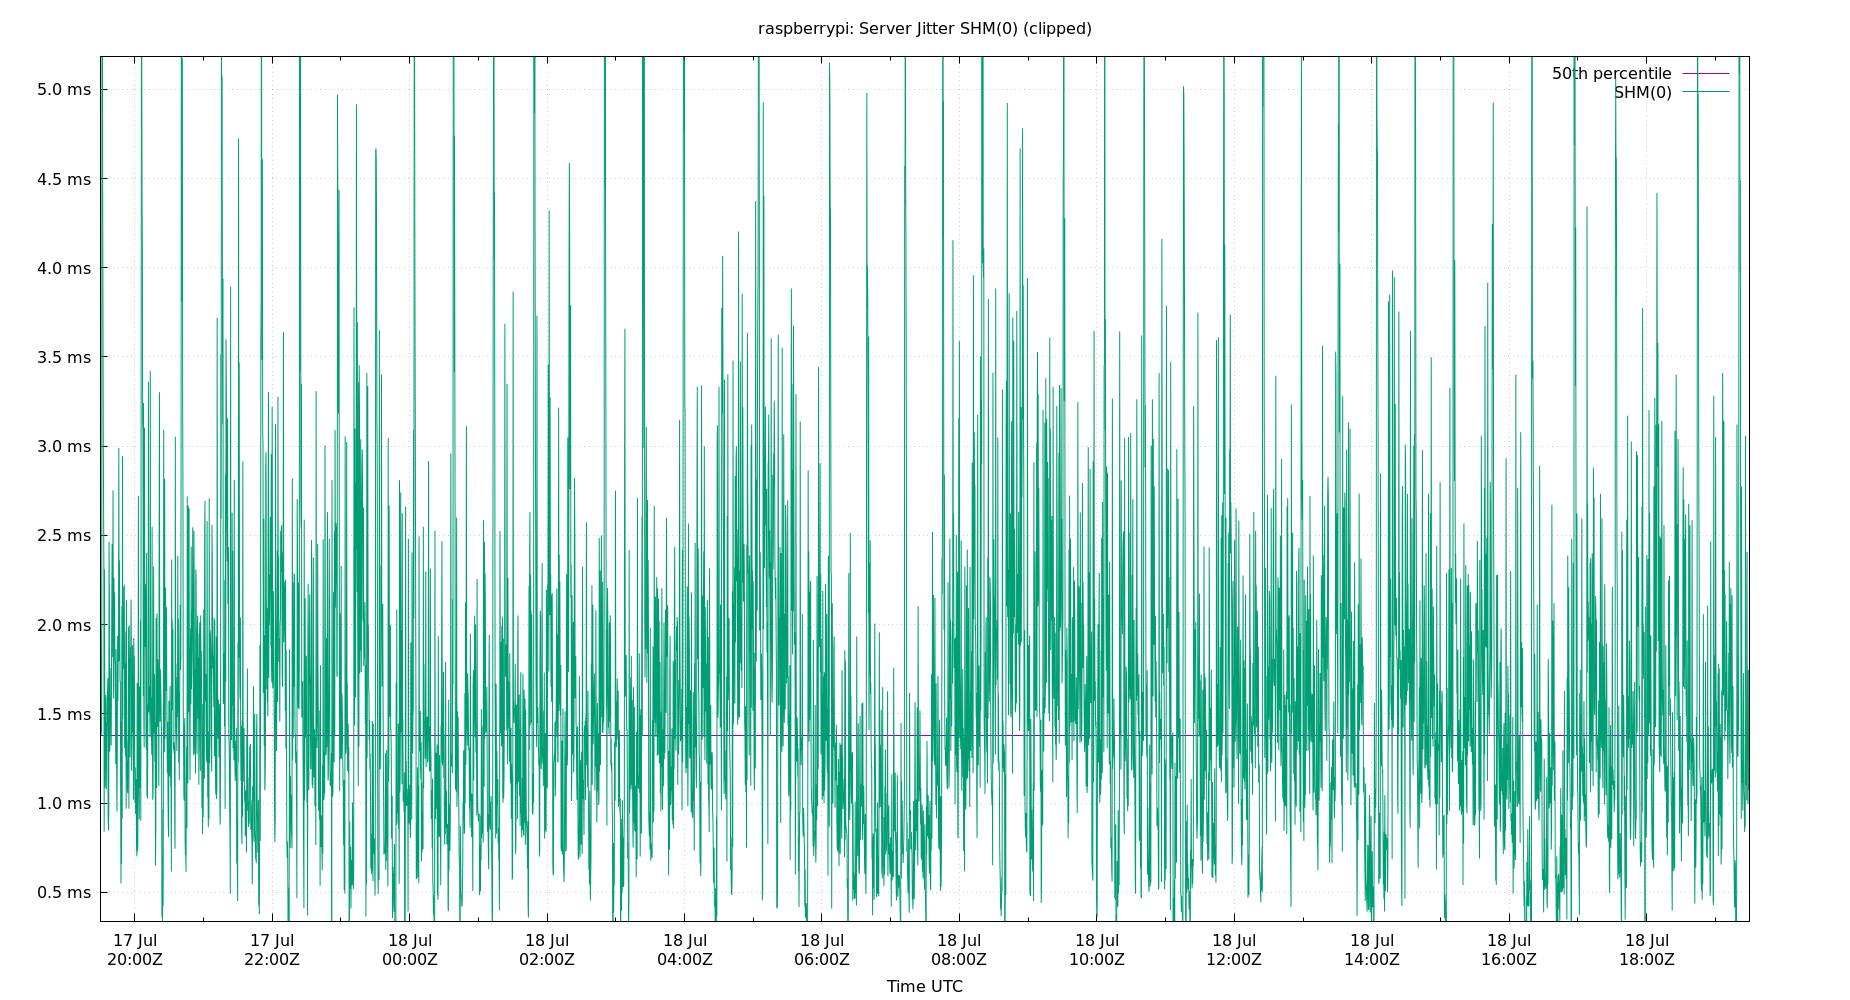 raspberrypi: Server Jitter SHM(0) (clipped)
50th percentile
SHM(0)
5.0 ms
4.5 ms
4.0 ms
3.5 ms
3.0 ms
2.5 ms
2.0 ms
1.5 ms
1.0 ms
0.5 ms
17 Jul 17 Jul 18 Jul 18 Jul 18 Jul 18 Jul 18 Jul 18 Jul 18 Jul 18 Jul 18 Jul 18 Jul
20:00Z 22:00Z 00:00Z 02:00Z 04:00Z 06:00Z 08:00Z 10:00Z 12:00Z 14:00Z 16:00Z 18:00Z
Time UTC